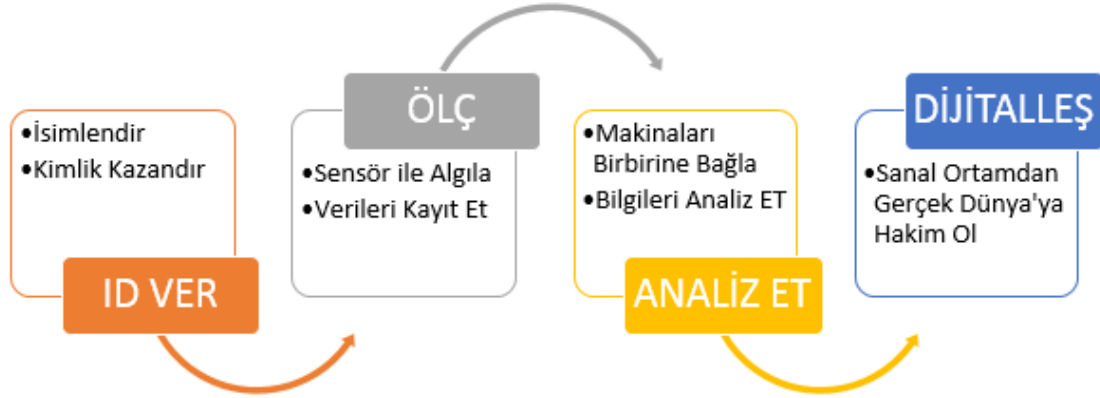 •İsimlendir
•Kimlik Kazandır
ID VER
ÖLÇ
•Sensör ile Algıla
•Verileri Kayıt Et
•Makinaları
Birbirine Bağla
•Bilgileri Analiz ET
ANALİZ ET
DİJİTALLEŞ
•Sanal Ortamdan
Gerçek Dünya'ya
Hakim Ol